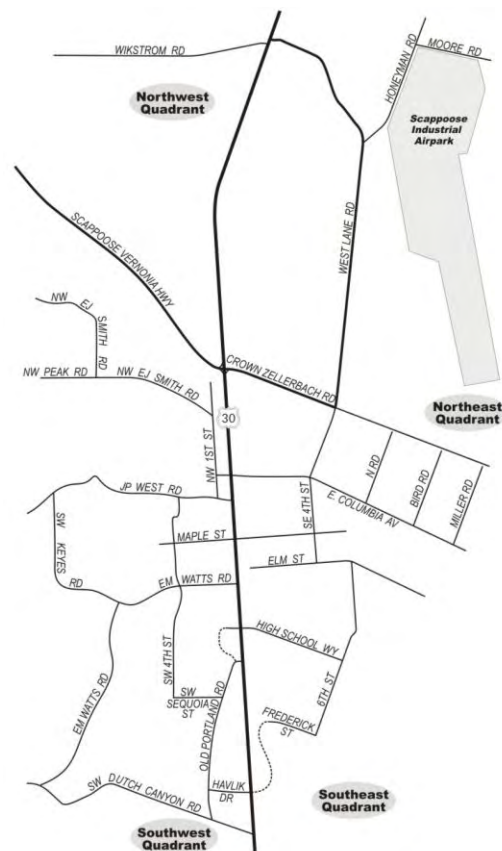 WIKSTROM RD
HONEYMAN RD
MOORE RD
Northwest
Quadrant
Scappoose
Industrial
Airpark
SCAPPOOSE VERNONIA HWY
WEST LANE RD
NW EJ SMITH RD
CROWN ZELLERBACH RD
NW PEAK RD
NW EJ SMITH RD
Northeast
Quadrant
30
NW 1ST ST
N RD
BIRD RD
MILLER RD
JP WEST RD
SE 4TH ST
E. COLUMBIA AV
SW KEYES RD
MAPLE ST
ELM ST
EM WATTS RD
SW 4TH ST
HIGH SCHOOL WY
6TH ST
EM WATTS RD
SW
SEQUOIA
ST
OLD PORTLAND RD
FREDERICK
ST
HAVLIK
DR
SW DUTCH CANYON RD
Southeast
Quadrant
Southwest
Quadrant